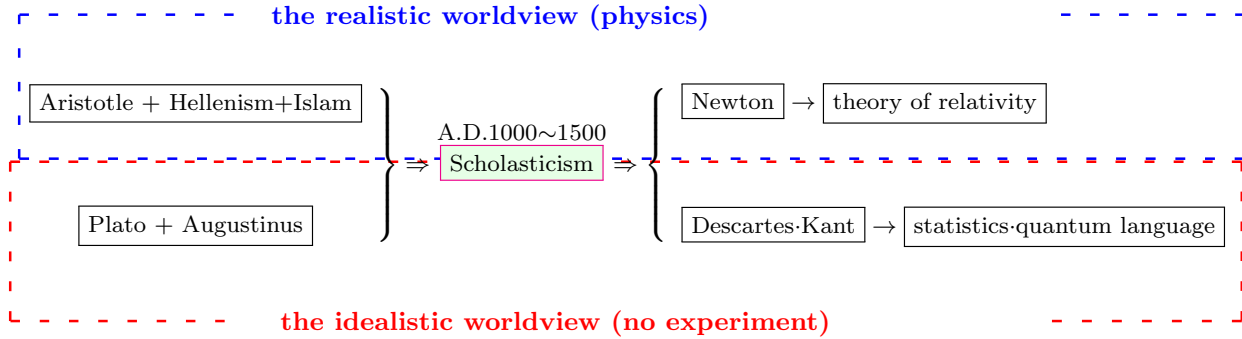 the realistic worldview (physics)
Aristotle + Hellenism+Islam
Newton → theory of relativity
A.D.1000∼1500
⇒ Scholasticism ⇒
Plato + Augustinus
Descartes·Kant → statistics·quantum language
the idealistic worldview (no experiment)